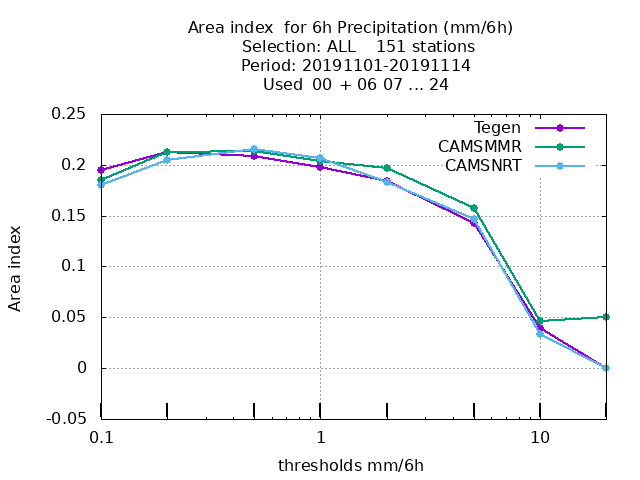 Area index  for 6h Precipitation (mm/6h)
Selection: ALL    151 stations
Period: 20191101-20191114
Used  00  + 06 07 ... 24
Tegen
CAMSMMR
CAMSNRT
0.25
0.2
0.15
0.1
0.05
0
-0.05
Area index
0.1
1
10
thresholds mm/6h